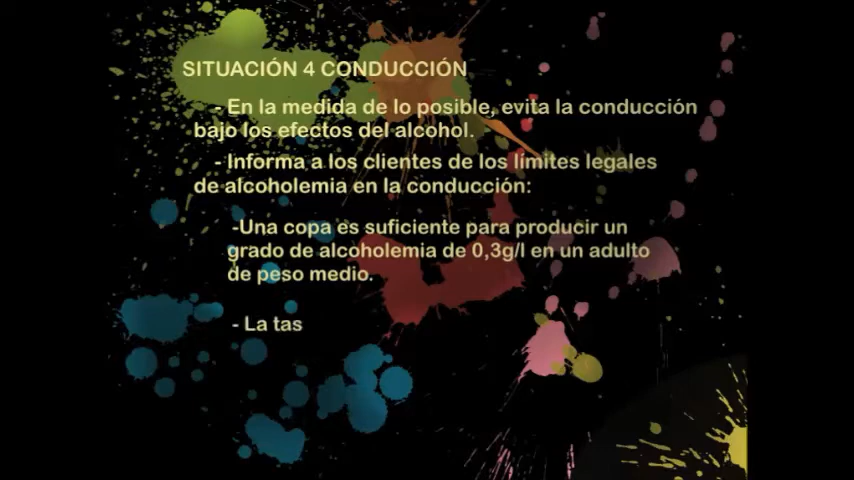 SITUACIÓN 4 CONDUCCIÓN
- En la medida de lo posible, evita la conducción
bajo los efectos del alcohol.
- Informa a los clientes de los límites legales
de alcoholemia en la conducción:
-Una copa es suficiente para producir un
grado de alcoholemia de 0,3g/l en un adulto
de peso medio.
- La tas